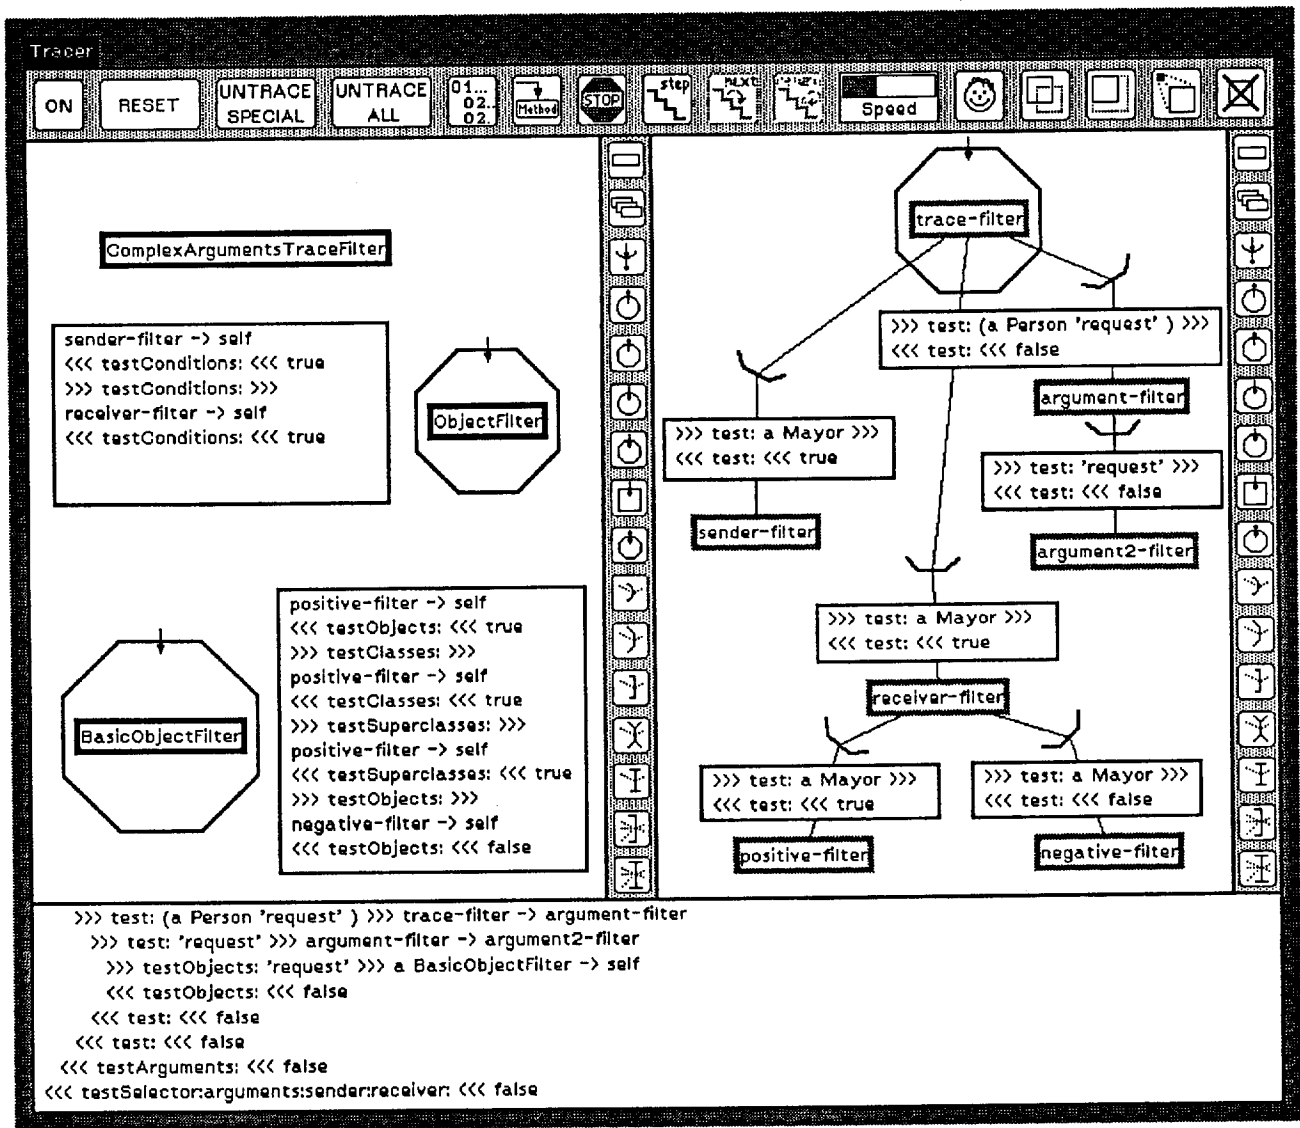 Tracer
ON
RESET
UNTRACE
SPECIAL
UNTRACE
ALL
01...
02..
02.
Method
STOP
step
next
Speed
ComplexArgumentsTraceFilter
sender-filter -> self
<<< testConditions: <<< true
>>> testConditions: >>>
receiver-filter -> self
<<< testConditions: <<< true
ObjectFilter
BasicObjectFilter
positive-filter -> self
<<< testObjects: <<< true
>>> testClasses: >>>
positive-filter -> self
<<< testClasses: <<< true
>>> testSuperclasses: >>>
positive-filter -> self
<<< testSuperclasses: <<< true
>>> testObjects: >>>
negative-filter -> self
<<< testObjects: <<< false
trace-filter
>>> test: (a Person 'request' ) >>>
<<< test: <<< false
argument-filter
>>> test: a Mayor >>>
<<< test: <<< true
sender-filter
>>> test: 'request' >>>
<<< test: <<< false
argument2-filter
>>> test: a Mayor >>>
<<< test: <<< true
receiver-filter
>>> test: a Mayor >>>
<<< test: <<< true
positive-filter
>>> test: a Mayor >>>
<<< test: <<< false
negative-filter
>>> test: (a Person 'request' ) >>> trace-filter -> argument-filter
>>> test: 'request' >>> argument-filter -> argument2-filter
>>> testObjects: 'request' >>> a BasicObjectFilter -> self
<<< testObjects: <<< false
<<< test: <<< false
<<< test: <<< false
<<< testArguments: <<< false
<<< testSelector:arguments:sender:receiver: <<< false